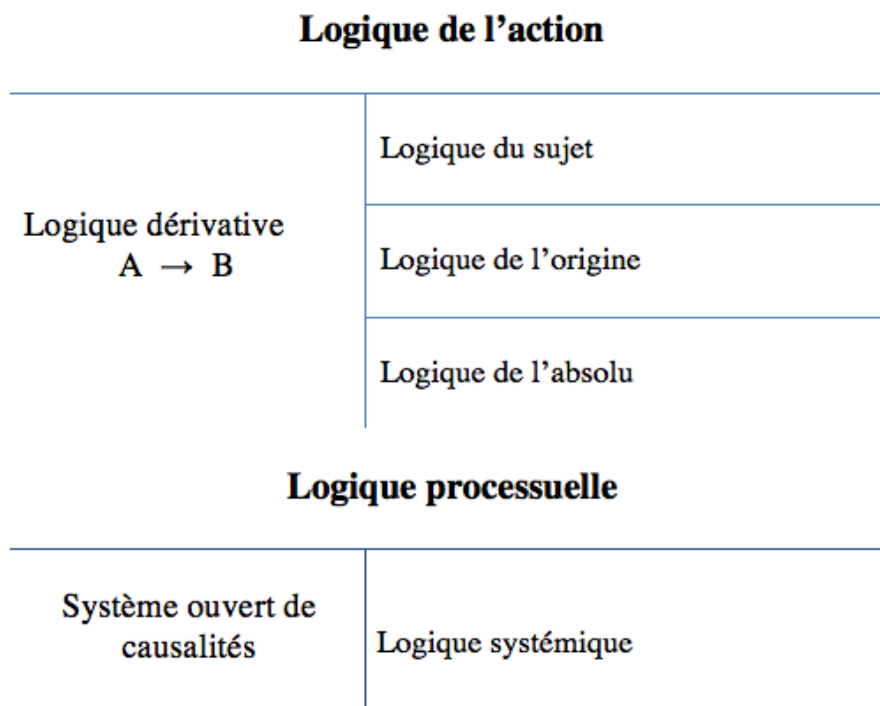 Logique de l’action
Logique du sujet
Logique dérivative
A → B
Logique de l’origine
Logique de l’absolu
Logique processuelle
Système ouvert de
causalités
Logique systémique